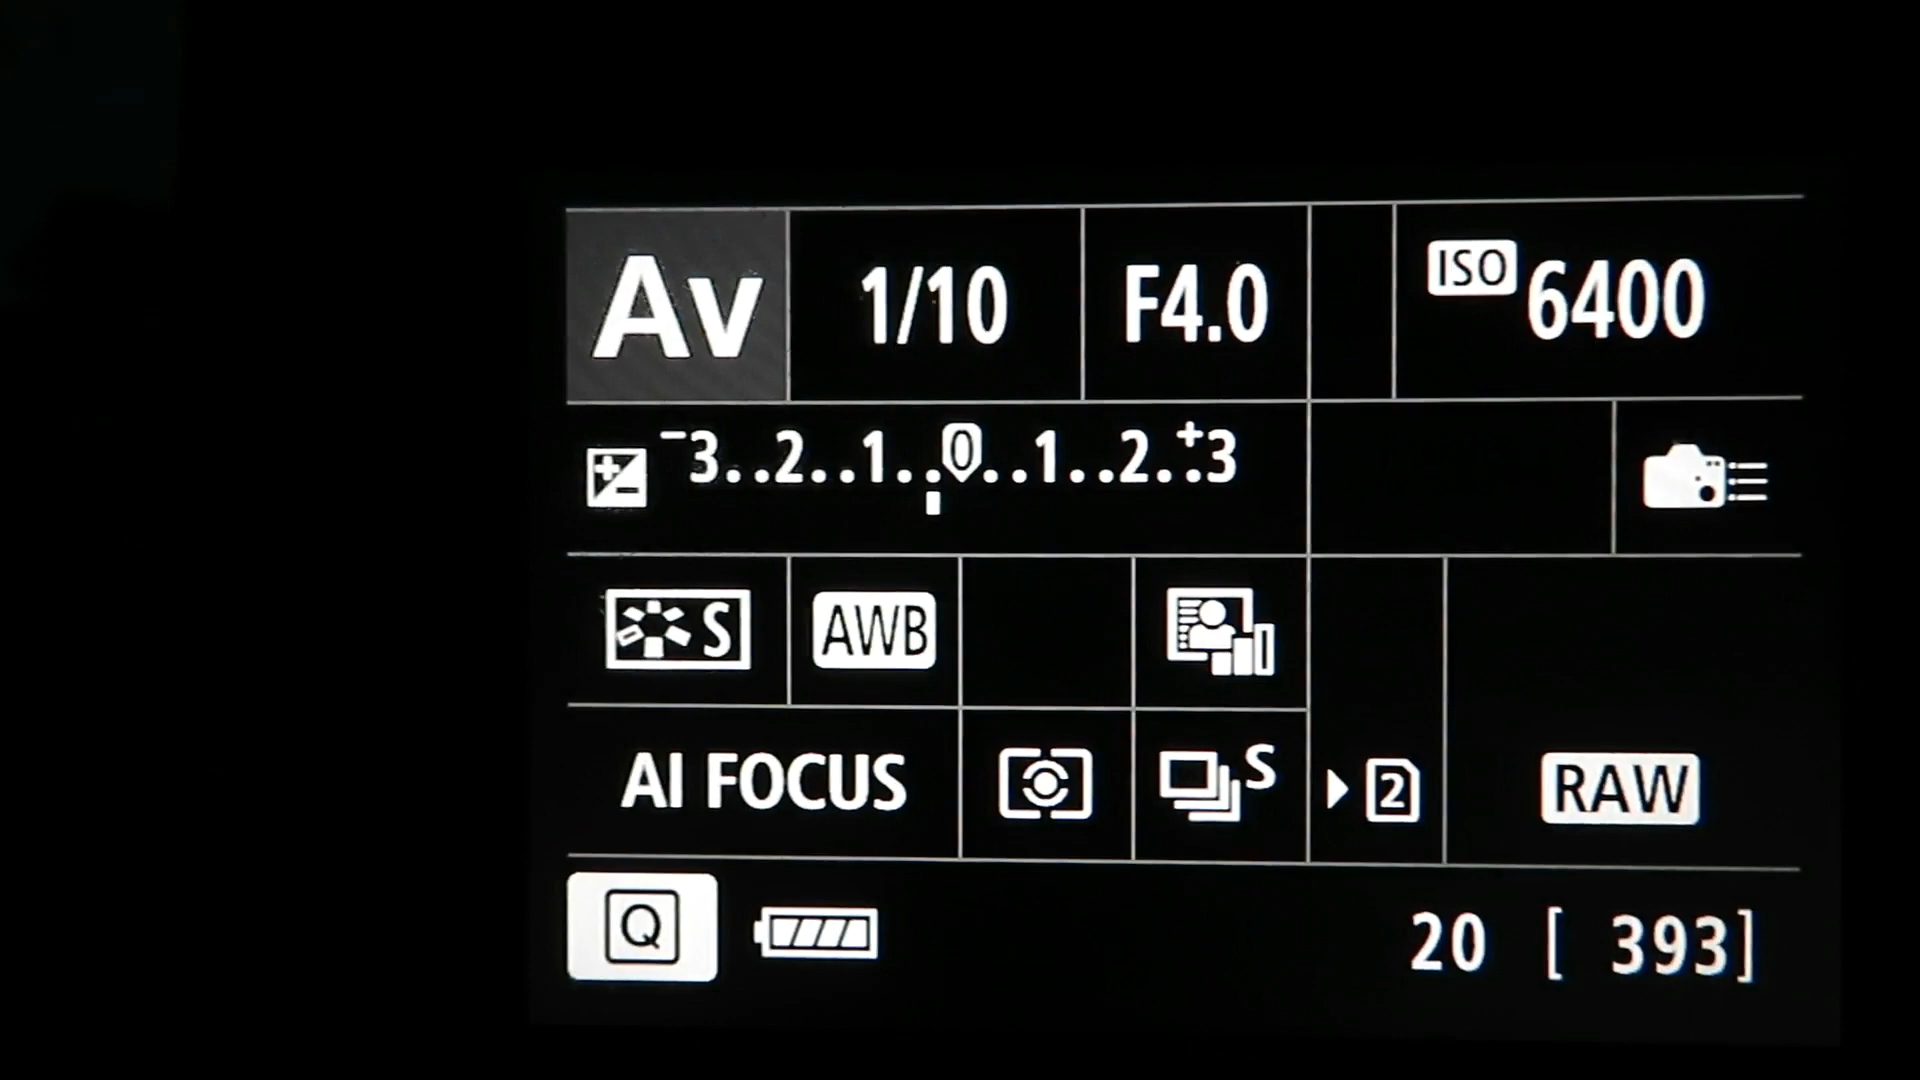 Av 1/10 F4.0 ISO 6400
-3..2..1..0..1..2..+3
S AWB
AI FOCUS S 2 RAW
Q 20 [ 393]